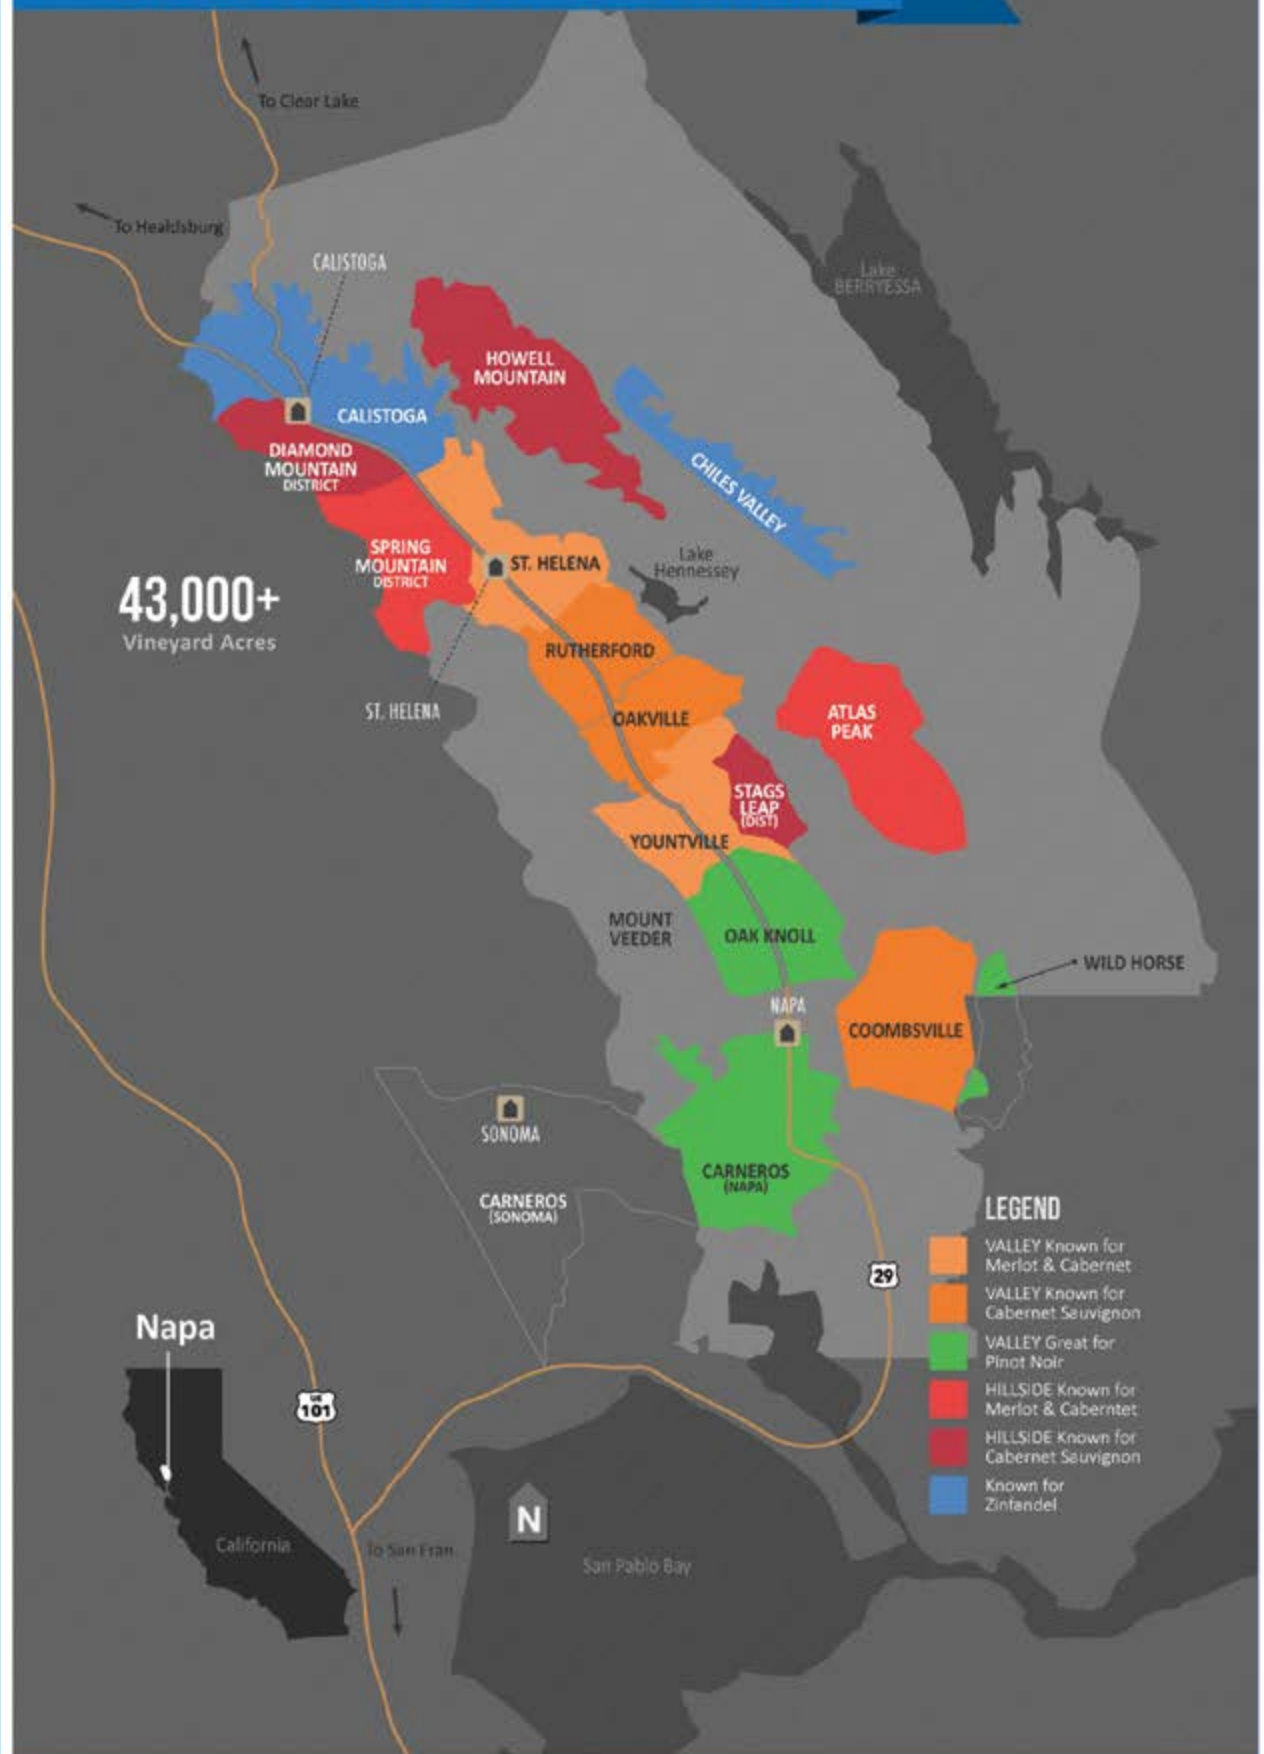 To Clear Lake
To Healdsburg
CALISTOGA
Lake
BERRYESSA
HOWELL
MOUNTAIN
CALISTOGA
DIAMOND
MOUNTAIN
DISTRICT
CHILES VALLEY
SPRING
MOUNTAIN
DISTRICT
ST. HELENA
Lake
Hennessey
43,000+
Vineyard Acres
RUTHERFORD
ST. HELENA
OAKVILLE
ATLAS
PEAK
STAGS
LEAP
(DIST)
YOUNTVILLE
MOUNT
VEEDER
OAK KNOLL
WILD HORSE
NAPA
COOMBSVILLE
SONOMA
CARNEROS
(NAPA)
CARNEROS
(SONOMA)
29
LEGEND
VALLEY Known for
Merlot & Cabernet
VALLEY Known for
Cabernet Sauvignon
VALLEY Great for
Pinot Noir
HILLSIDE Known for
Merlot & Caberntet
HILLSIDE Known for
Cabernet Sauvignon
Known for
Zinfandel
Napa
US
101
California
To San Fran.
N
San Pablo Bay